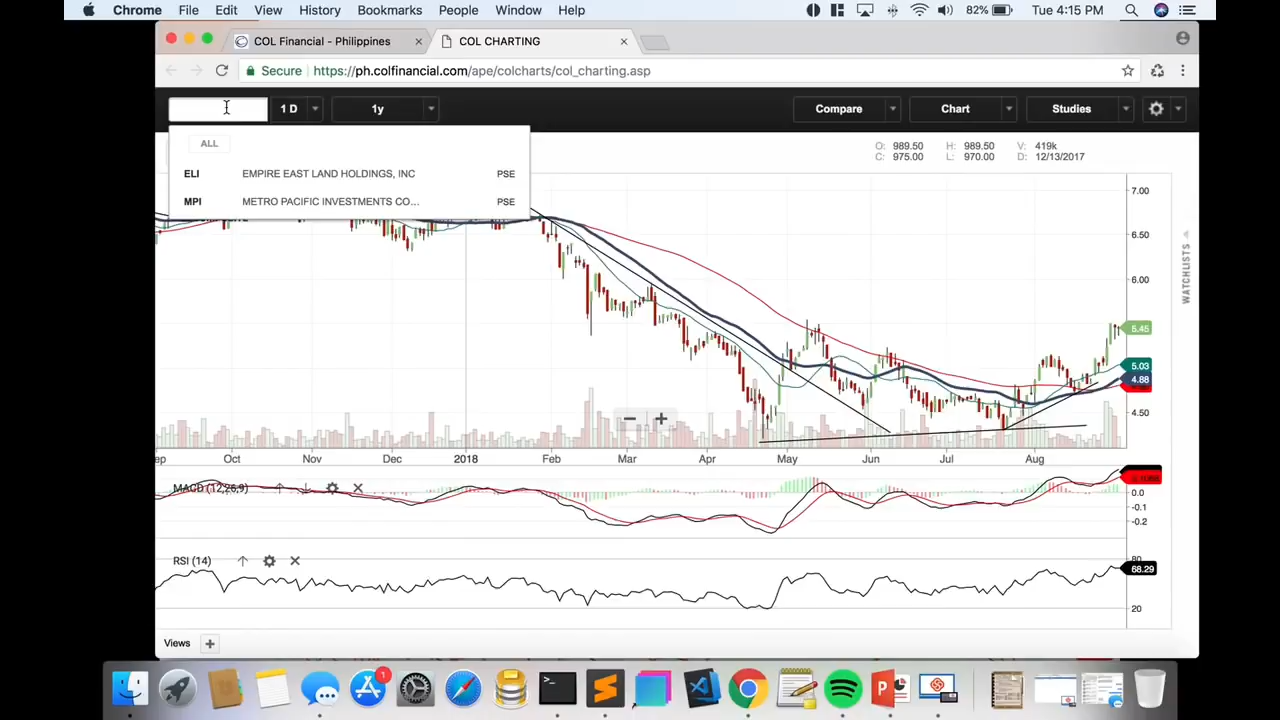 Chrome File Edit View History Bookmarks People Window Help 82% Tue 4:15 PM
COL Financial - Philippines × COL CHARTING ×
Secure https://ph.colfinancial.com/ape/colcharts/col_charting.asp
1 D 1y Compare Chart Studies
ALL
O: 989.50 H: 989.50 V: 419k
C: 975.00 L: 970.00 D: 12/13/2017
ELI EMPIRE EAST LAND HOLDINGS, INC PSE
MPI METRO PACIFIC INVESTMENTS CO... PSE
7.00
6.50
6.00
WATCHLISTS
5.45
5.03
4.88
4.50
ep Oct Nov Dec 2018 Feb Mar Apr May Jun Jul Aug
MACD (12,26,9)
0.0
-0.1
-0.2
RSI (14)
80
68.29
20
Views +
1